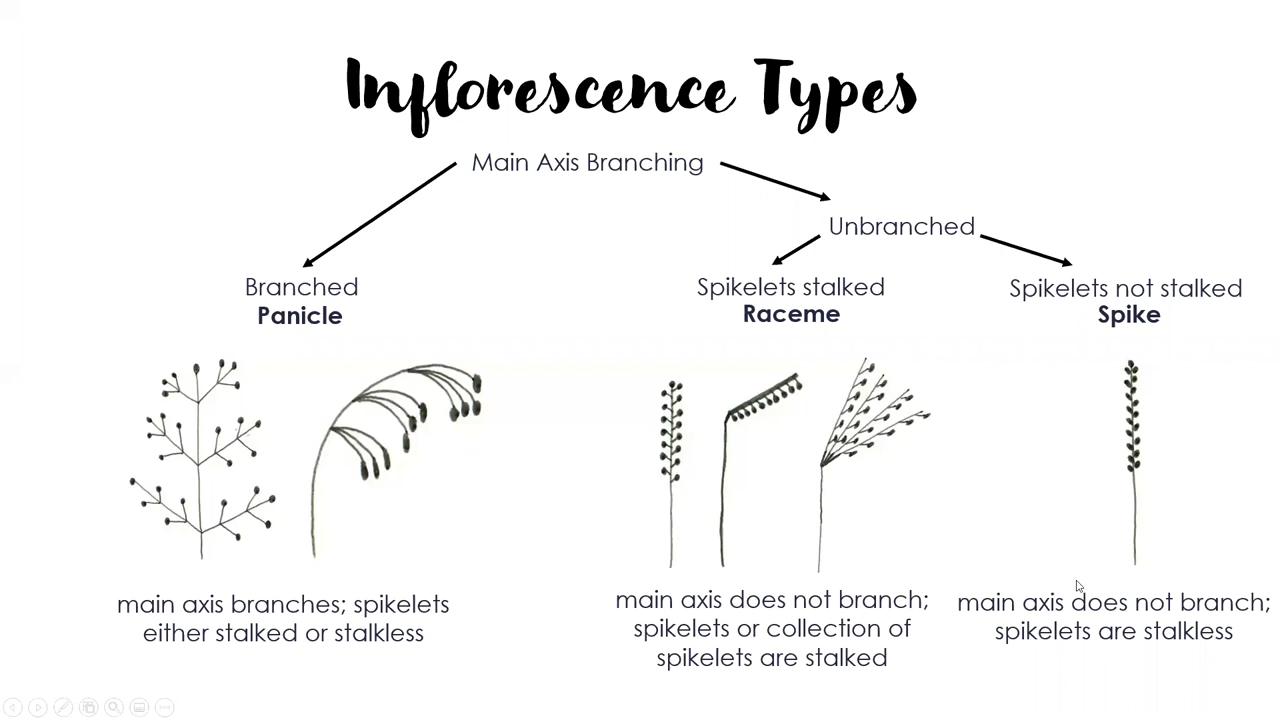 Inflorescence Types
Main Axis Branching
Unbranched
Branched
Panicle
Spikelets stalked
Raceme
Spikelets not stalked
Spike
main axis branches; spikelets
either stalked or stalkless
main axis does not branch;
spikelets or collection of
spikelets are stalked
main axis does not branch;
spikelets are stalkless